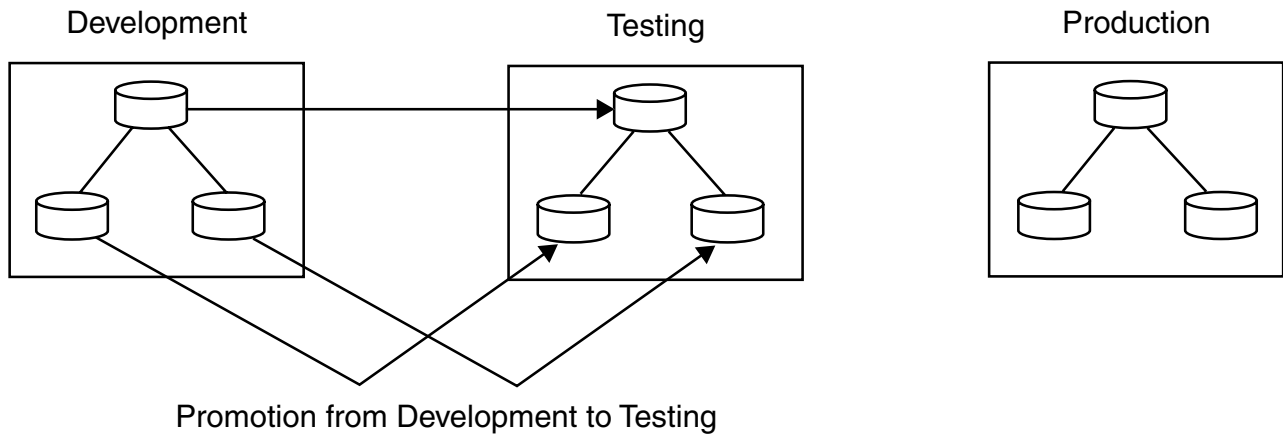 Development
Testing
Production
Promotion from Development to Testing